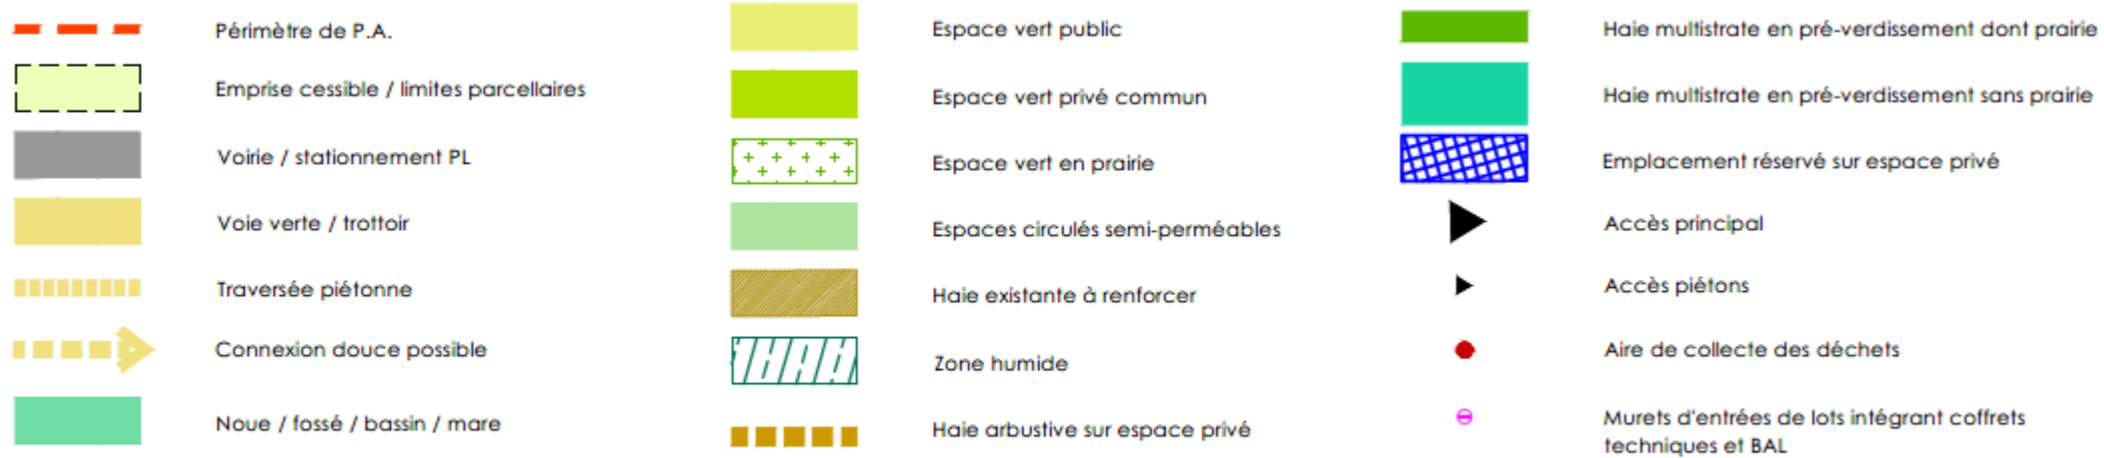 Périmètre de P.A.
Emprise cessible / limites parcellaires
Voirie / stationnement PL
Voie verte / trottoir
Traversée piétonne
Connexion douce possible
Noue / fossé / bassin / mare
Espace vert public
Espace vert privé commun
Espace vert en prairie
Espaces circulés semi-perméables
Haie existante à renforcer
Zone humide
Haie arbustive sur espace privé
Haie multistrate en pré-verdissement dont prairie
Haie multistrate en pré-verdissement sans prairie
Emplacement réservé sur espace privé
Accès principal
Accès piétons
Aire de collecte des déchets
Murets d'entrées de lots intégrant coffrets
techniques et BAL